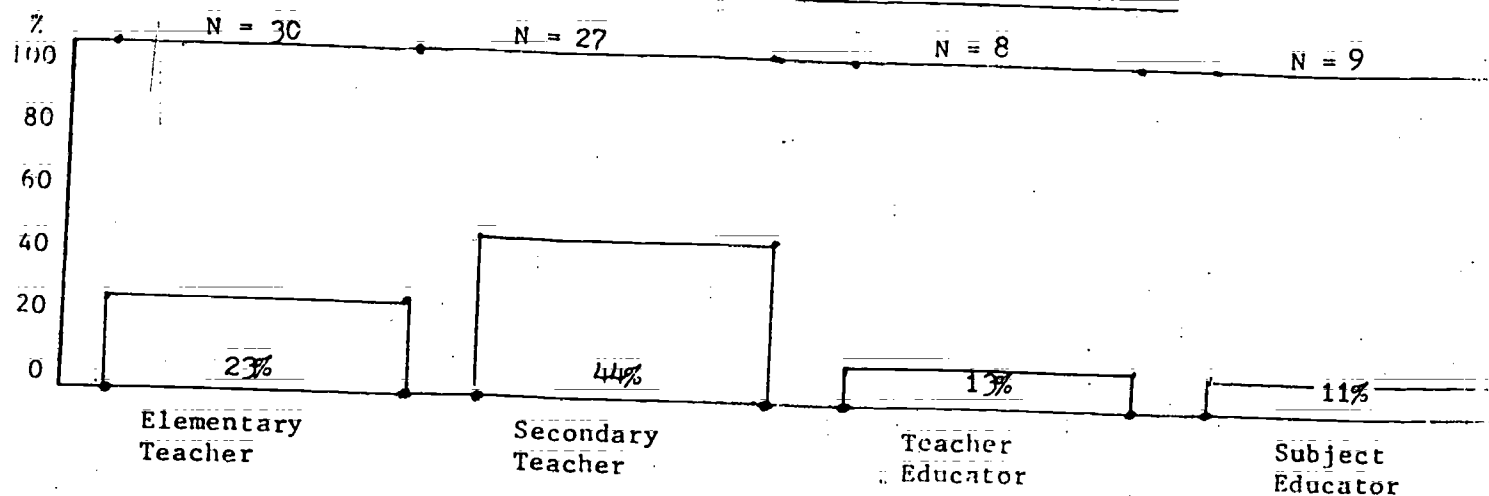 %
N = 30 N = 27 N = 8 N = 9
100
80
60
40
20
0
23% 44% 13% 11%
Elementary Teacher
Secondary Teacher
Teacher Educator
Subject Educator